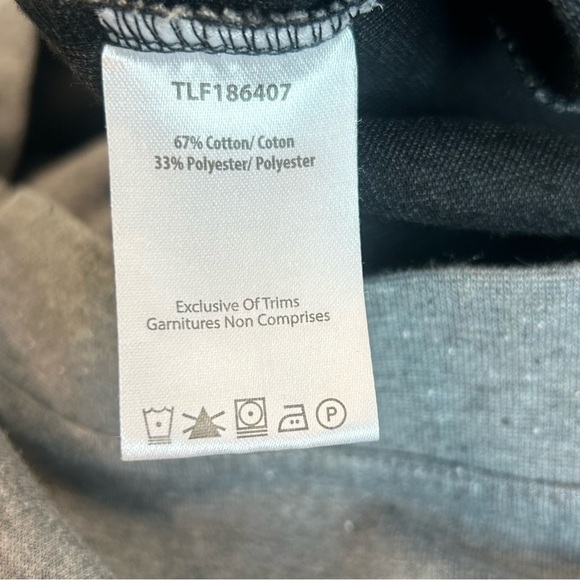 TLF186407
67% Cotton/ Coton
33% Polyester/ Polyester
Exclusive Of Trims
Garnitures Non Comprises
P